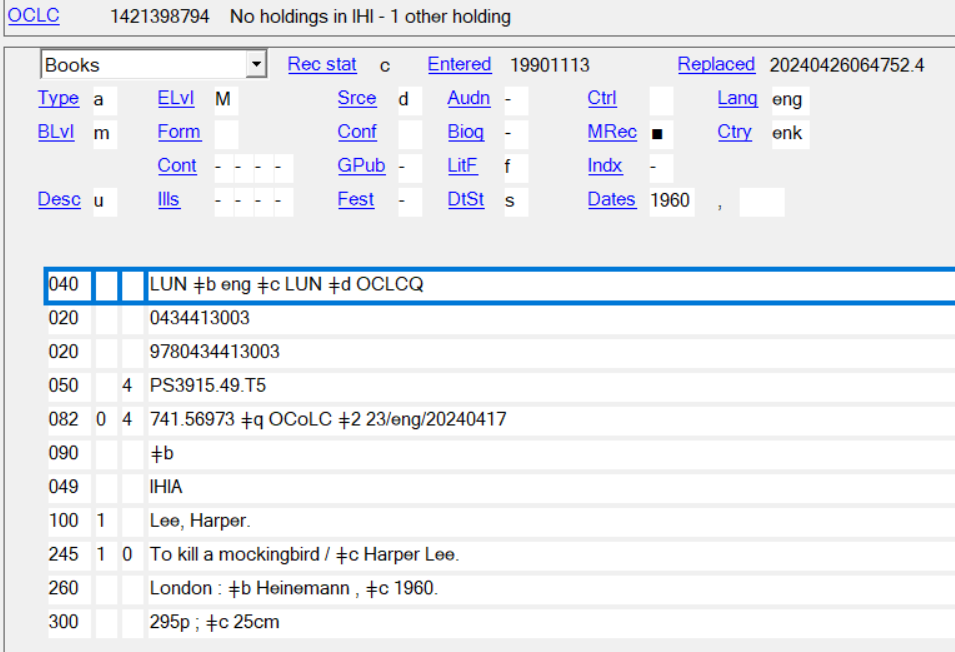 OCLC 1421398794 No holdings in IHI - 1 other holding
Books Rec stat c Entered 19901113 Replaced 20240426064752.4
Type a ELvl M Srce d Audn - Ctrl Lang eng
BLvl m Form Conf Biog - MRec ■ Ctry enk
Cont - - - - GPub - LitF f Indx -
Desc u Ills - - - - Fest - DtSt s Dates 1960 ,
040 LUN ǂb eng ǂc LUN ǂd OCLCQ
020 0434413003
020 9780434413003
050 4 PS3915.49.T5
082 0 4 741.56973 ǂq OCoLC ǂ2 23/eng/20240417
090 ǂb
049 IHIA
100 1 Lee, Harper.
245 1 0 To kill a mockingbird / ǂc Harper Lee.
260 London : ǂb Heinemann , ǂc 1960.
300 295p ; ǂc 25cm